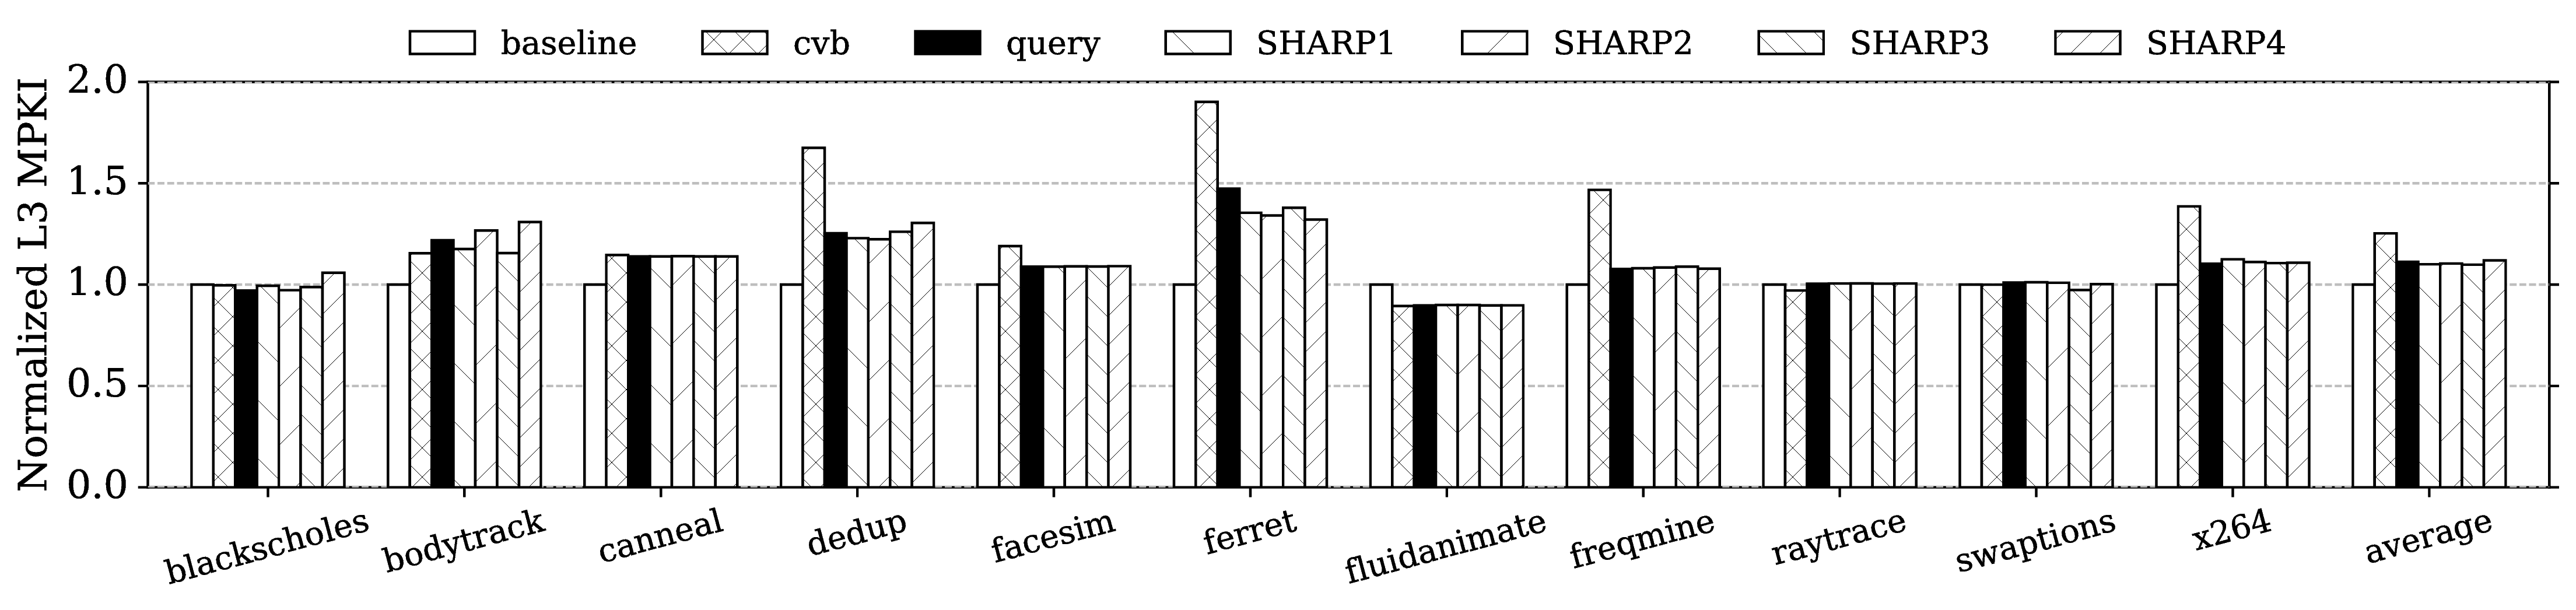 baseline cvb query SHARP1 SHARP2 SHARP3 SHARP4
Normalized L3 MPKI
2.0
1.5
1.0
0.5
0.0
blackscholes bodytrack canneal dedup facesim ferret fluidanimate freqmine raytrace swaptions x264 average